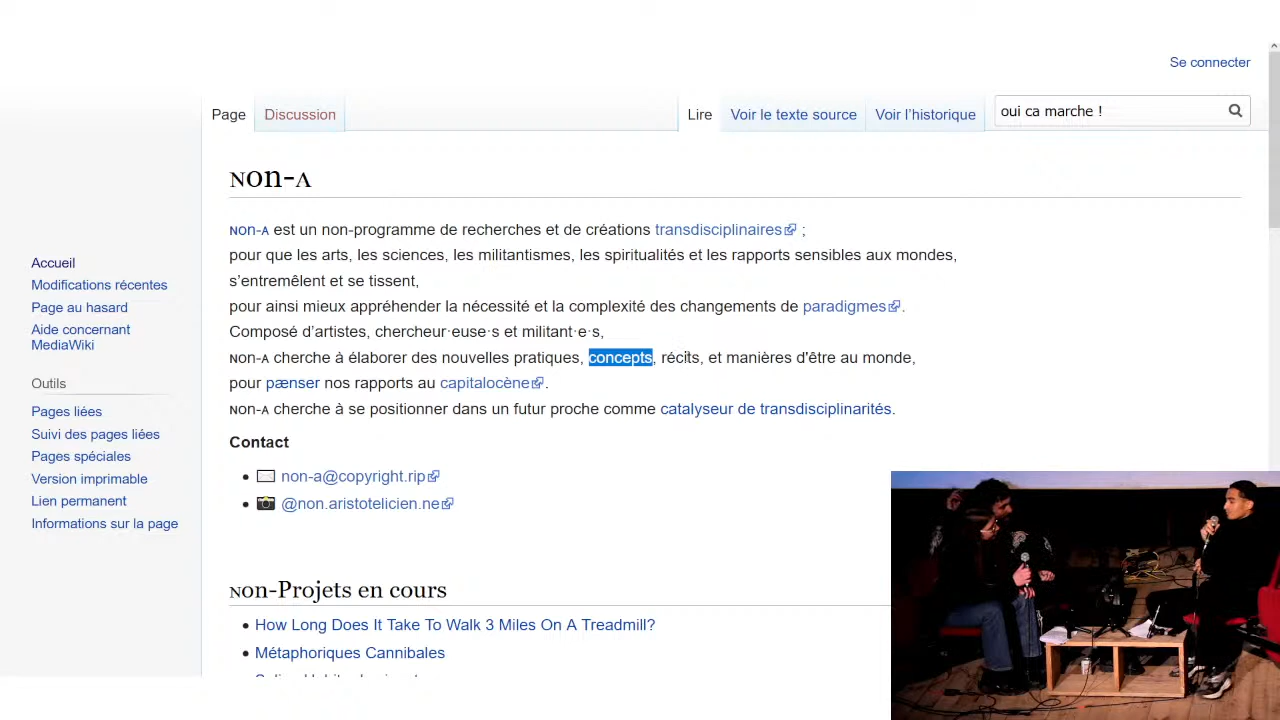 Se connecter
Page
Discussion
Lire
Voir le texte source
Voir l’historique
oui ca marche !
non-a
non-a est un non-programme de recherches et de créations transdisciplinaires ;
pour que les arts, les sciences, les militantismes, les spiritualités et les rapports sensibles aux mondes,
s’entremêlent et se tissent,
pour ainsi mieux appréhender la nécessité et la complexité des changements de paradigmes.
Composé d’artistes, chercheur·euse·s et militant·e·s,
non-a cherche à élaborer des nouvelles pratiques, concepts, récits, et manières d'être au monde,
pour pænser nos rapports au capitalocène.
non-a cherche à se positionner dans un futur proche comme catalyseur de transdisciplinarités.
Contact
non-a@copyright.rip
@non.aristotelicien.ne
non-Projets en cours
How Long Does It Take To Walk 3 Miles On A Treadmill?
Métaphoriques Cannibales
Accueil
Modifications récentes
Page au hasard
Aide concernant
MediaWiki
Outils
Pages liées
Suivi des pages liées
Pages spéciales
Version imprimable
Lien permanent
Informations sur la page